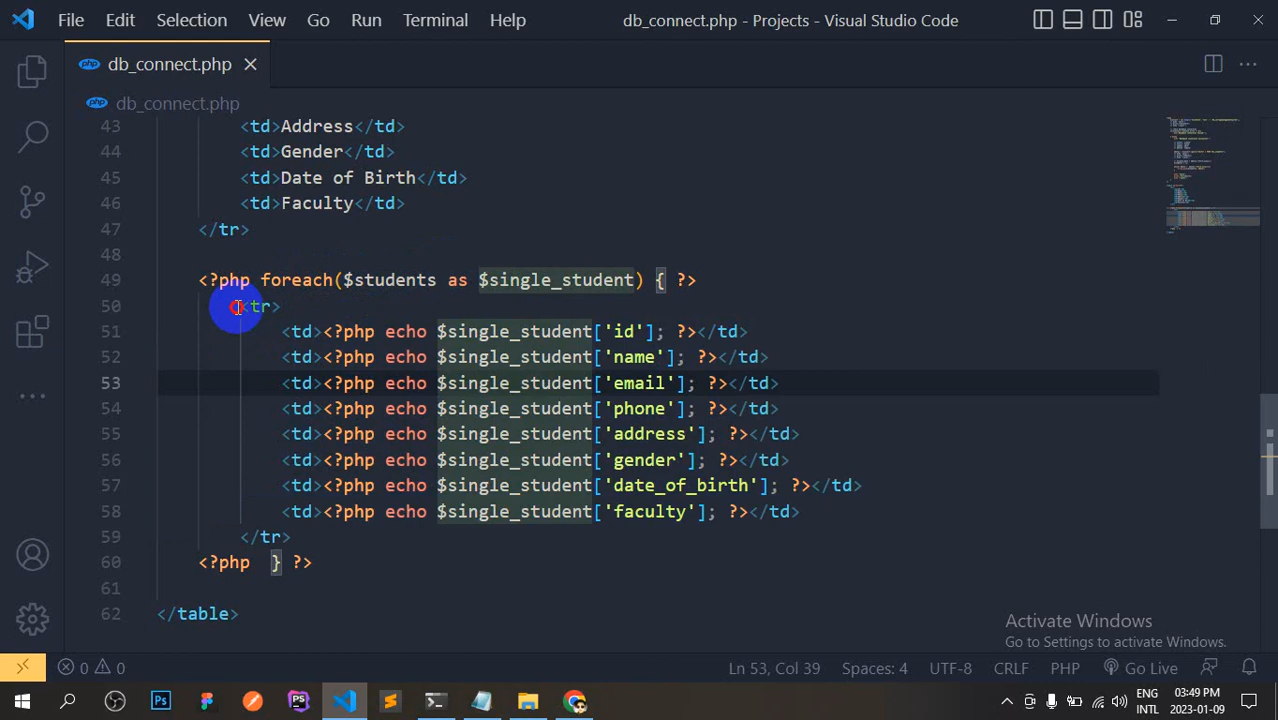 File Edit Selection View Go Run Terminal Help db_connect.php - Projects - Visual Studio Code
php db_connect.php
php db_connect.php
43 <td>Address</td>
44 <td>Gender</td>
45 <td>Date of Birth</td>
46 <td>Faculty</td>
47 </tr>
48
49 <?php foreach($students as $single_student) { ?>
50 <tr>
51 <td><?php echo $single_student['id']; ?></td>
52 <td><?php echo $single_student['name']; ?></td>
53 <td><?php echo $single_student['email']; ?></td>
54 <td><?php echo $single_student['phone']; ?></td>
55 <td><?php echo $single_student['address']; ?></td>
56 <td><?php echo $single_student['gender']; ?></td>
57 <td><?php echo $single_student['date_of_birth']; ?></td>
58 <td><?php echo $single_student['faculty']; ?></td>
59 </tr>
60 <?php } ?>
61
62 </table>
Activate Windows
Go to Settings to activate Windows.
0 0 Ln 53, Col 39 Spaces: 4 UTF-8 CRLF PHP Go Live
Ps PS ENG 03:49 PM
INTL 2023-01-09